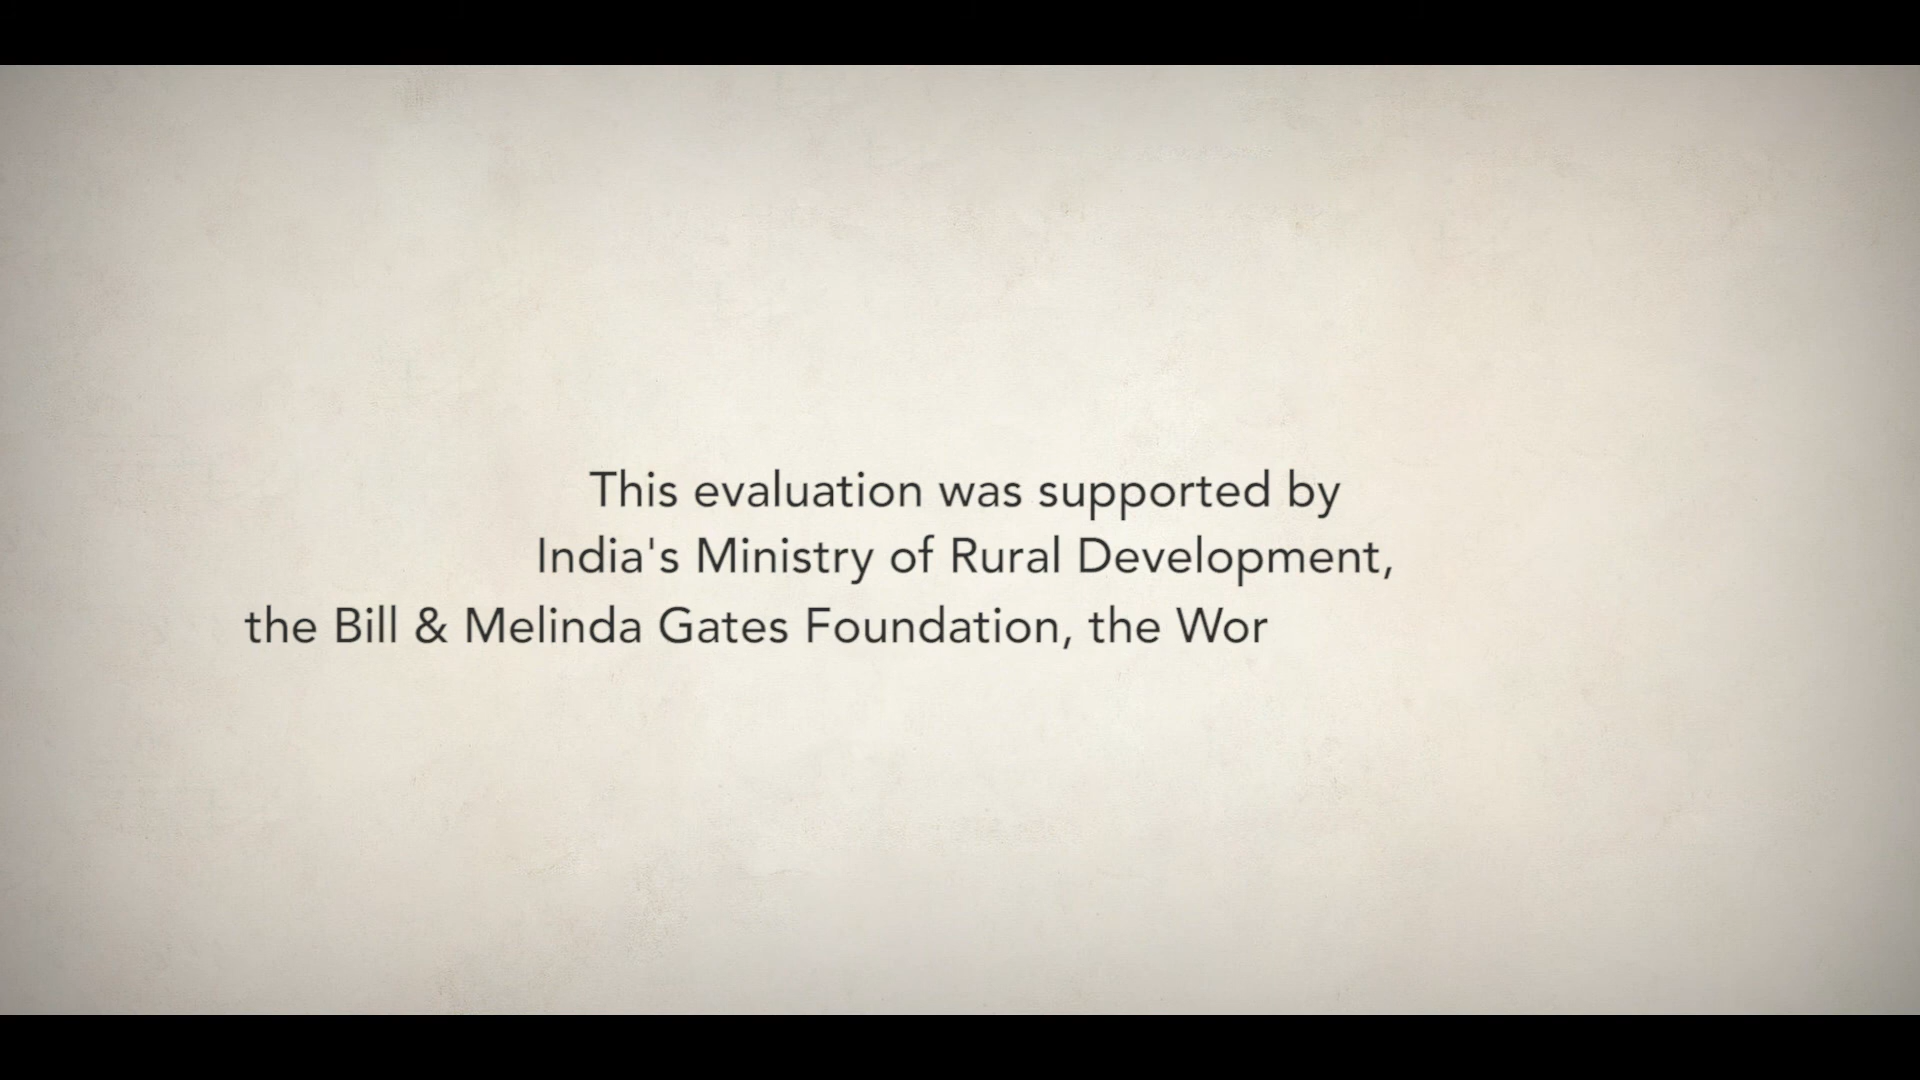 This evaluation was supported by
India's Ministry of Rural Development,
the Bill & Melinda Gates Foundation, the Wor